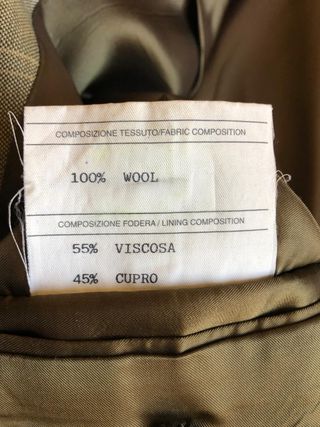 COMPOSIZIONE TESSUTO/FABRIC COMPOSITION
100% WOOL
COMPOSIZIONE FODERA / LINING COMPOSITION
55% VISCOSA
45% CUPRO